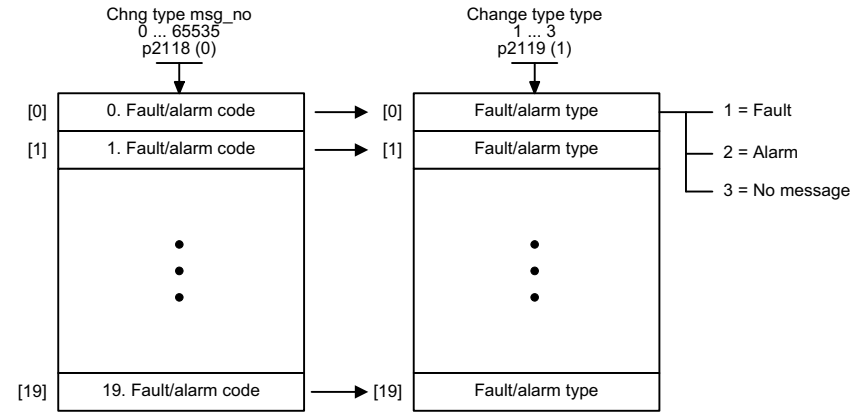 Chng type msg_no
0 ... 65535
p2118 (0)
Change type type
1 ... 3
p2119 (1)
[0] 0. Fault/alarm code [0] Fault/alarm type 1 = Fault
[1] 1. Fault/alarm code [1] Fault/alarm type 2 = Alarm
3 = No message
[19] 19. Fault/alarm code [19] Fault/alarm type